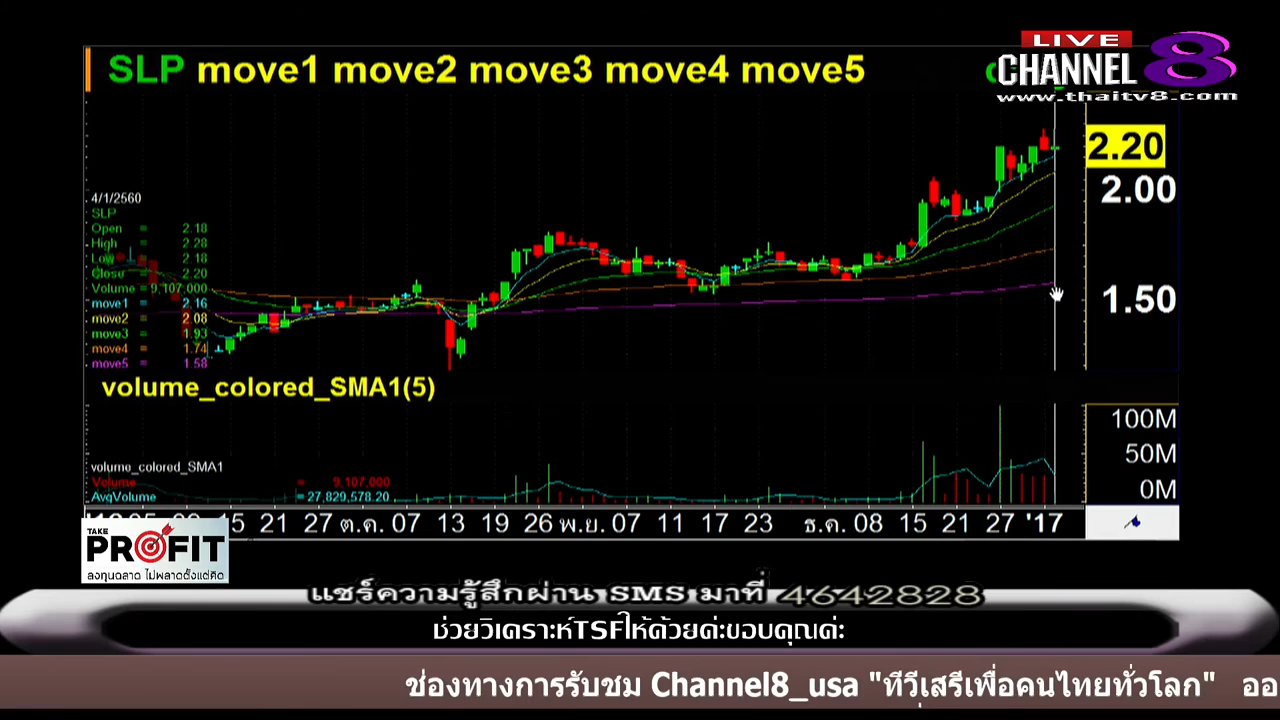 LIVE
CHANNEL 8
www.thaitv8.com
SLP move1 move2 move3 move4 move5
2.20
2.00
1.50
4/1/2560
SLP
Open = 2.18
High = 2.28
Low = 2.18
Close = 2.20
Volume = 9,107,000
move1 = 2.16
move2 = 2.08
move3 = 1.93
move4 = 1.74
move5 = 1.58
volume_colored_SMA1(5)
100M
50M
0M
volume_colored_SMA1
Volume = 9,107,000
AvgVolume = 27,829,578.20
15 21 27 ต.ค. 07 13 19 26 พ.ย. 07 11 17 23 ธ.ค. 08 15 21 27 '17
TAKE
PROFIT
ลงทุนฉลาด ไม่พลาดตั้งแต่คิด
แชร์ความรู้สึกผ่าน SMS มาที่ 4642828
ช่วยวิเคราะห์TSFให้ด้วยค่ะขอบคุณค่ะ
ช่องทางการรับชม Channel8_usa "ทีวีเสรีเพื่อคนไทยทั่วโลก" ออ